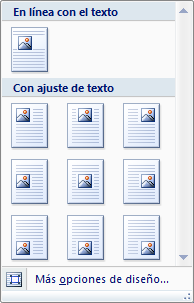 En línea con el texto
Con ajuste de texto
Más opciones de diseño...